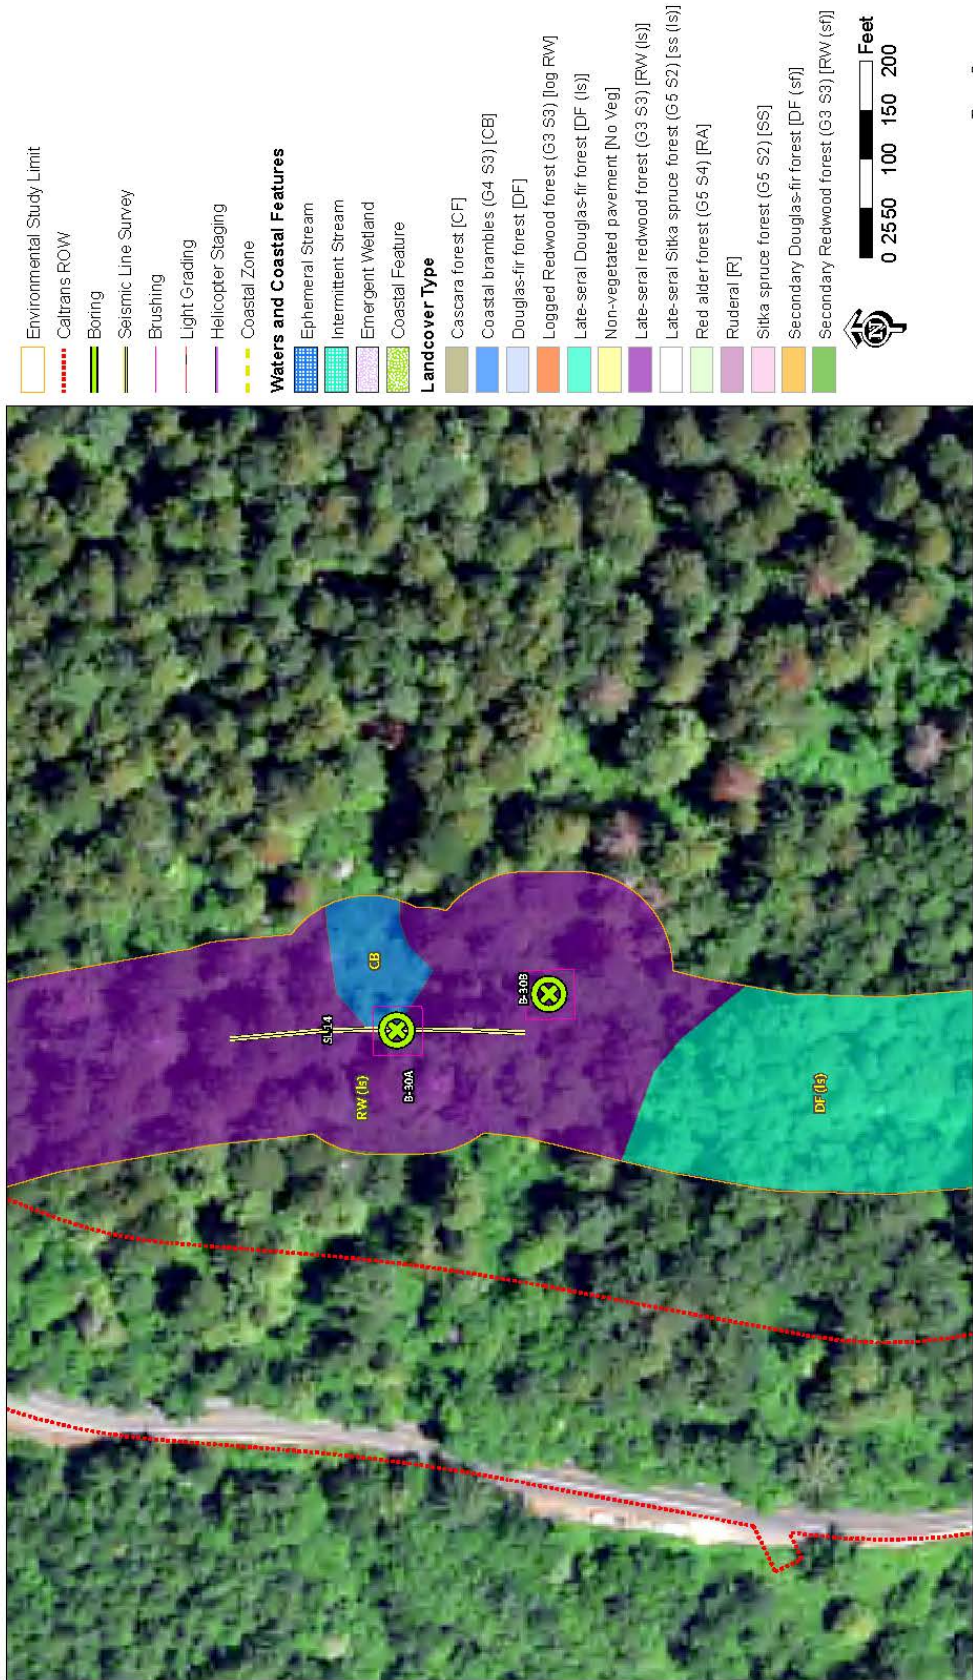 Environmental Study Limit
Caltrans ROW
Boring
Seismic Line Survey
Brushing
Light Grading
Helicopter Staging
Coastal Zone
Waters and Coastal Features
Ephemeral Stream
Intermittent Stream
Emergent Wetland
Coastal Feature
Landcover Type
Cascara forest [CF]
Coastal brambles (G4 S3) [CB]
Douglas-fir forest [DF]
Logged Redwood forest (G3 S3) [log RW]
Late-seral Douglas-fir forest [DF (ls)]
Non-vegetated pavement [No Veg]
Late-seral redwood forest (G3 S3) [RW (ls)]
Late-seral Sitka spruce forest (G5 S2) [ss (ls)]
Red alder forest (G5 S4) [RA]
Ruderal [R]
Sitka spruce forest (G5 S2) [SS]
Secondary Douglas-fir forest [DF (sf)]
Secondary Redwood forest (G3 S3) [RW (sf)]
N
0 25 50 100 150 200
Feet
CB
SL-14
B-30B
RW (ls)
B-30A
DF (ls)